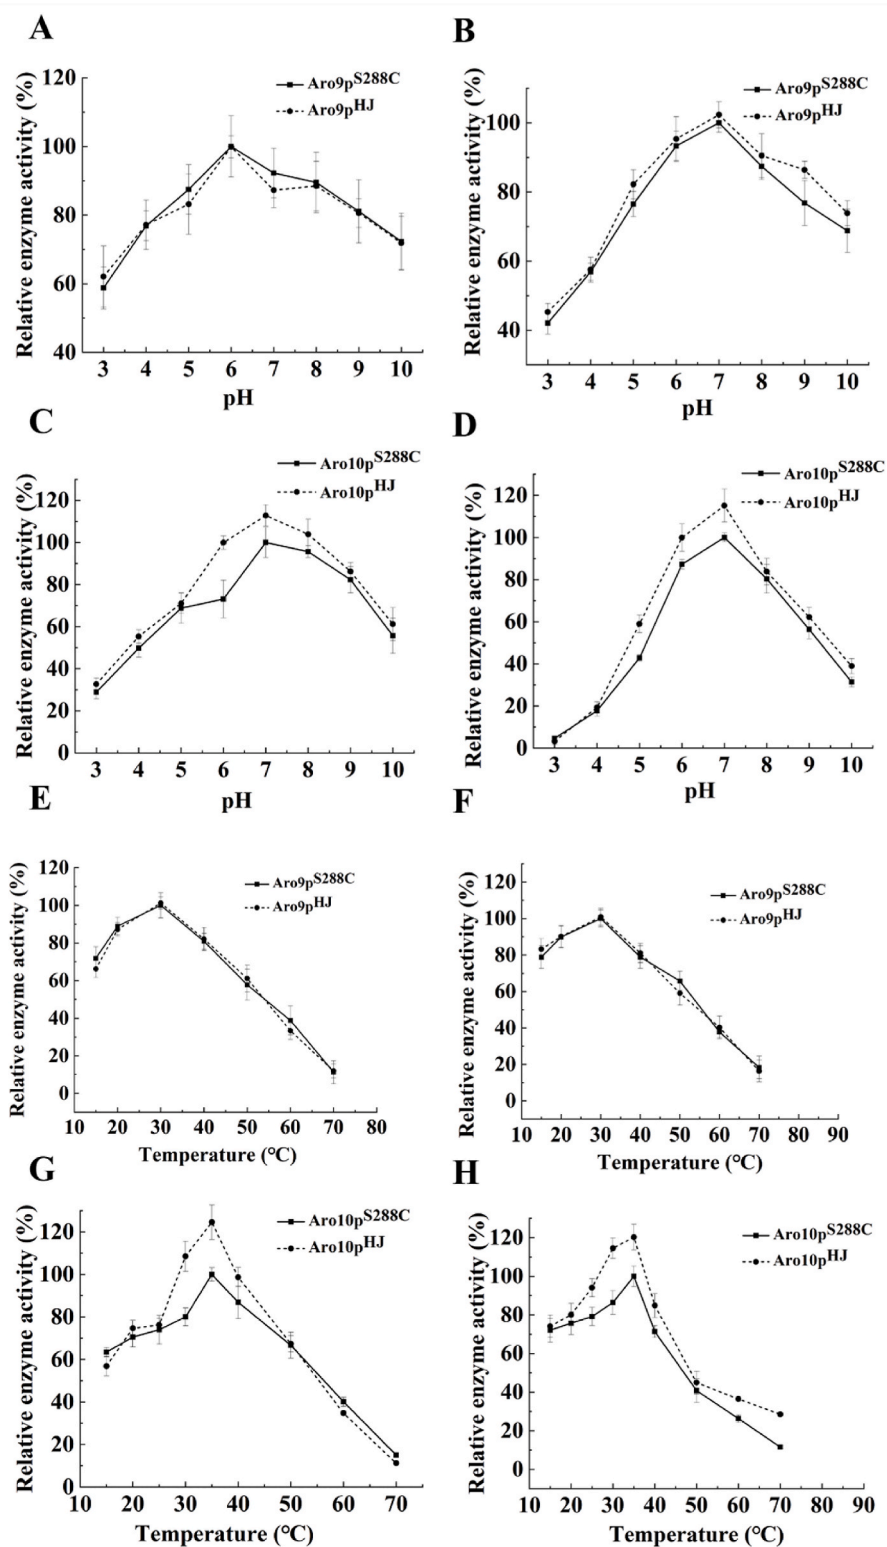 A
Relative enzyme activity (%)
120
100
80
60
40
3 4 5 6 7 8 9 10
pH
Aro9pS288C
Aro9pHJ
B
Relative enzyme activity (%)
100
80
60
40
3 4 5 6 7 8 9 10
pH
Aro9pS288C
Aro9pHJ
C
Relative enzyme activity (%)
120
100
80
60
40
20
0
3 4 5 6 7 8 9 10
pH
Aro10pS288C
Aro10pHJ
D
Relative enzyme activity (%)
120
100
80
60
40
20
0
3 4 5 6 7 8 9 10
pH
Aro10pS288C
Aro10pHJ
E
Relative enzyme activity (%)
120
100
80
60
40
20
0
10 20 30 40 50 60 70 80
Temperature (℃)
Aro9pS288C
Aro9pHJ
F
Relative enzyme activity (%)
120
100
80
60
40
20
0
10 20 30 40 50 60 70 80 90
Temperature (℃)
Aro9pS288C
Aro9pHJ
G
Relative enzyme activity (%)
120
100
80
60
40
20
0
10 20 30 40 50 60 70
Temperature (℃)
Aro10pS288C
Aro10pHJ
H
Relative enzyme activity (%)
120
100
80
60
40
20
0
10 20 30 40 50 60 70 80 90
Temperature (℃)
Aro10pS288C
Aro10pHJ